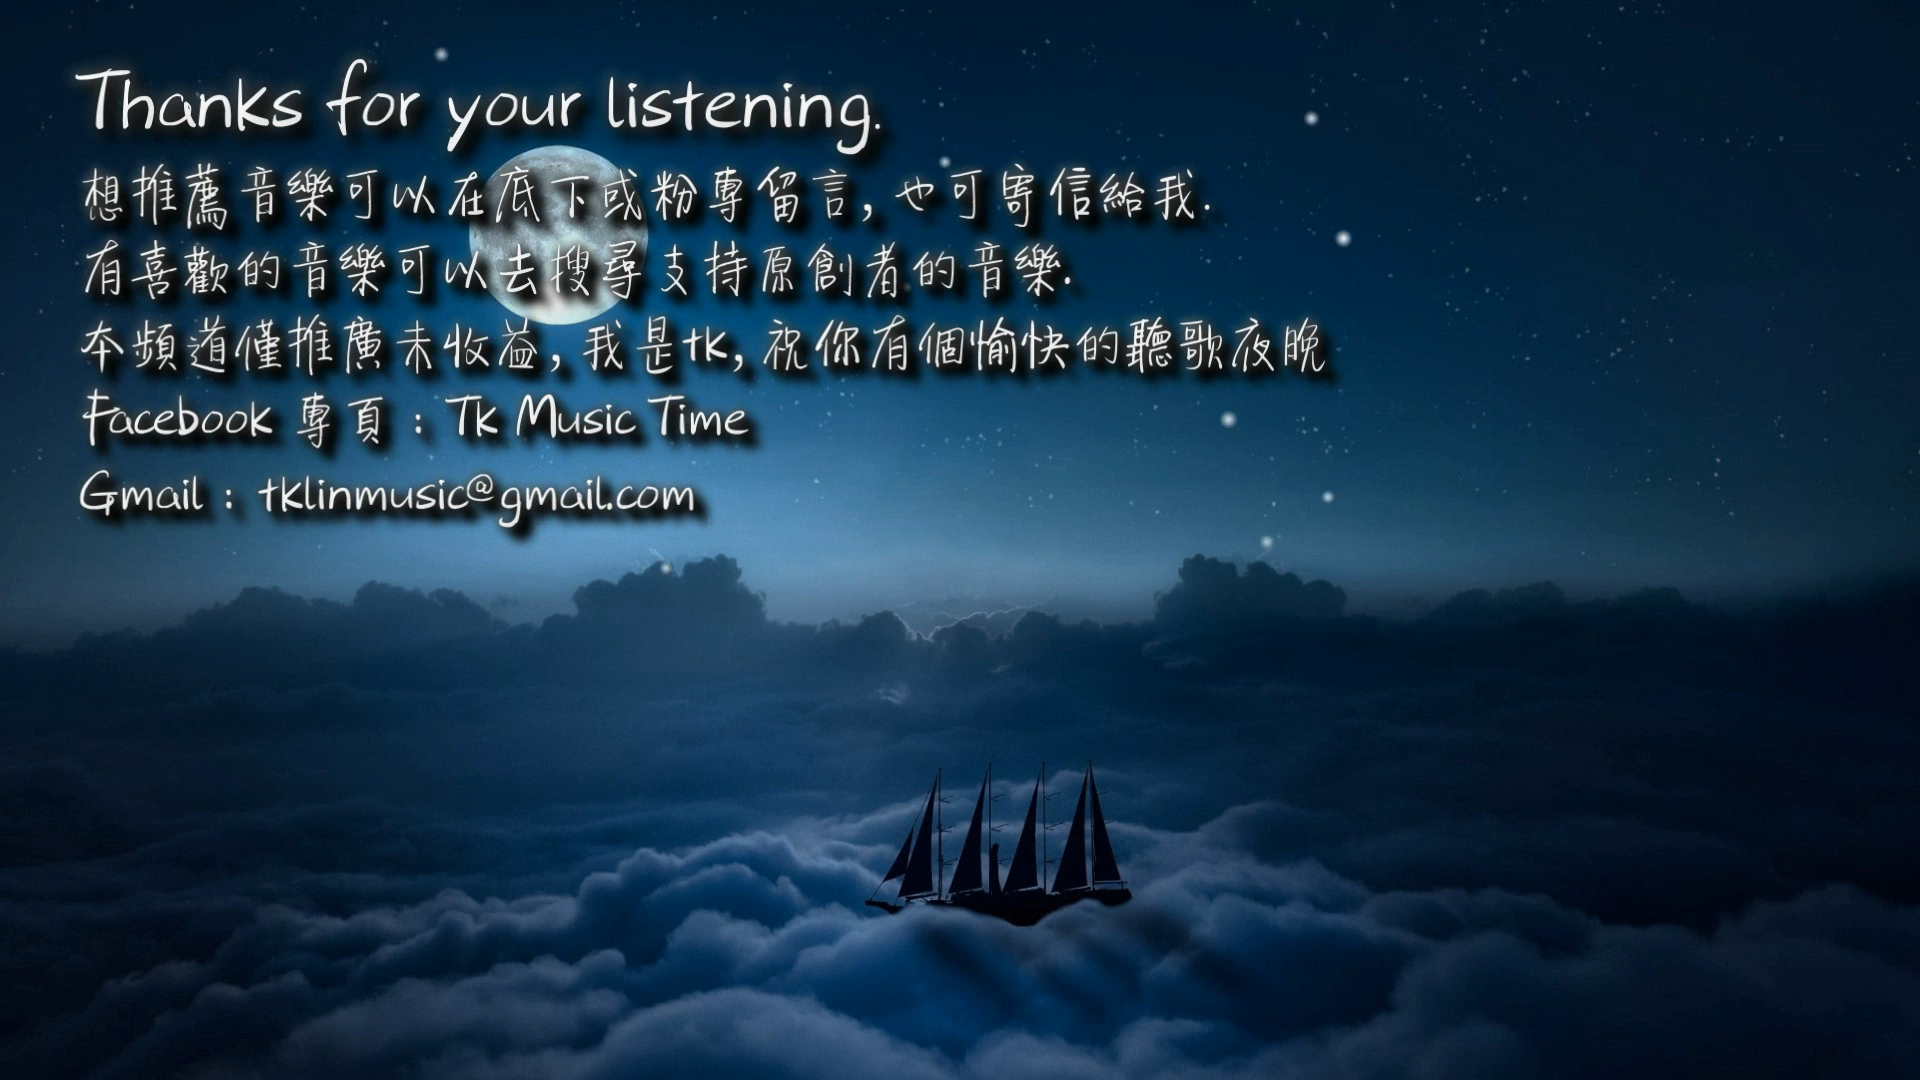 Thanks for your listening.
想推薦音樂可以在底下或粉專留言, 也可寄信給我.
有喜歡的音樂可以去搜尋支持原創者的音樂.
本頻道僅推廣未收益, 我是tk, 祝你有個愉快的聽歌夜晚
Facebook 專頁 : Tk Music Time
Gmail : tklinmusic@gmail.com